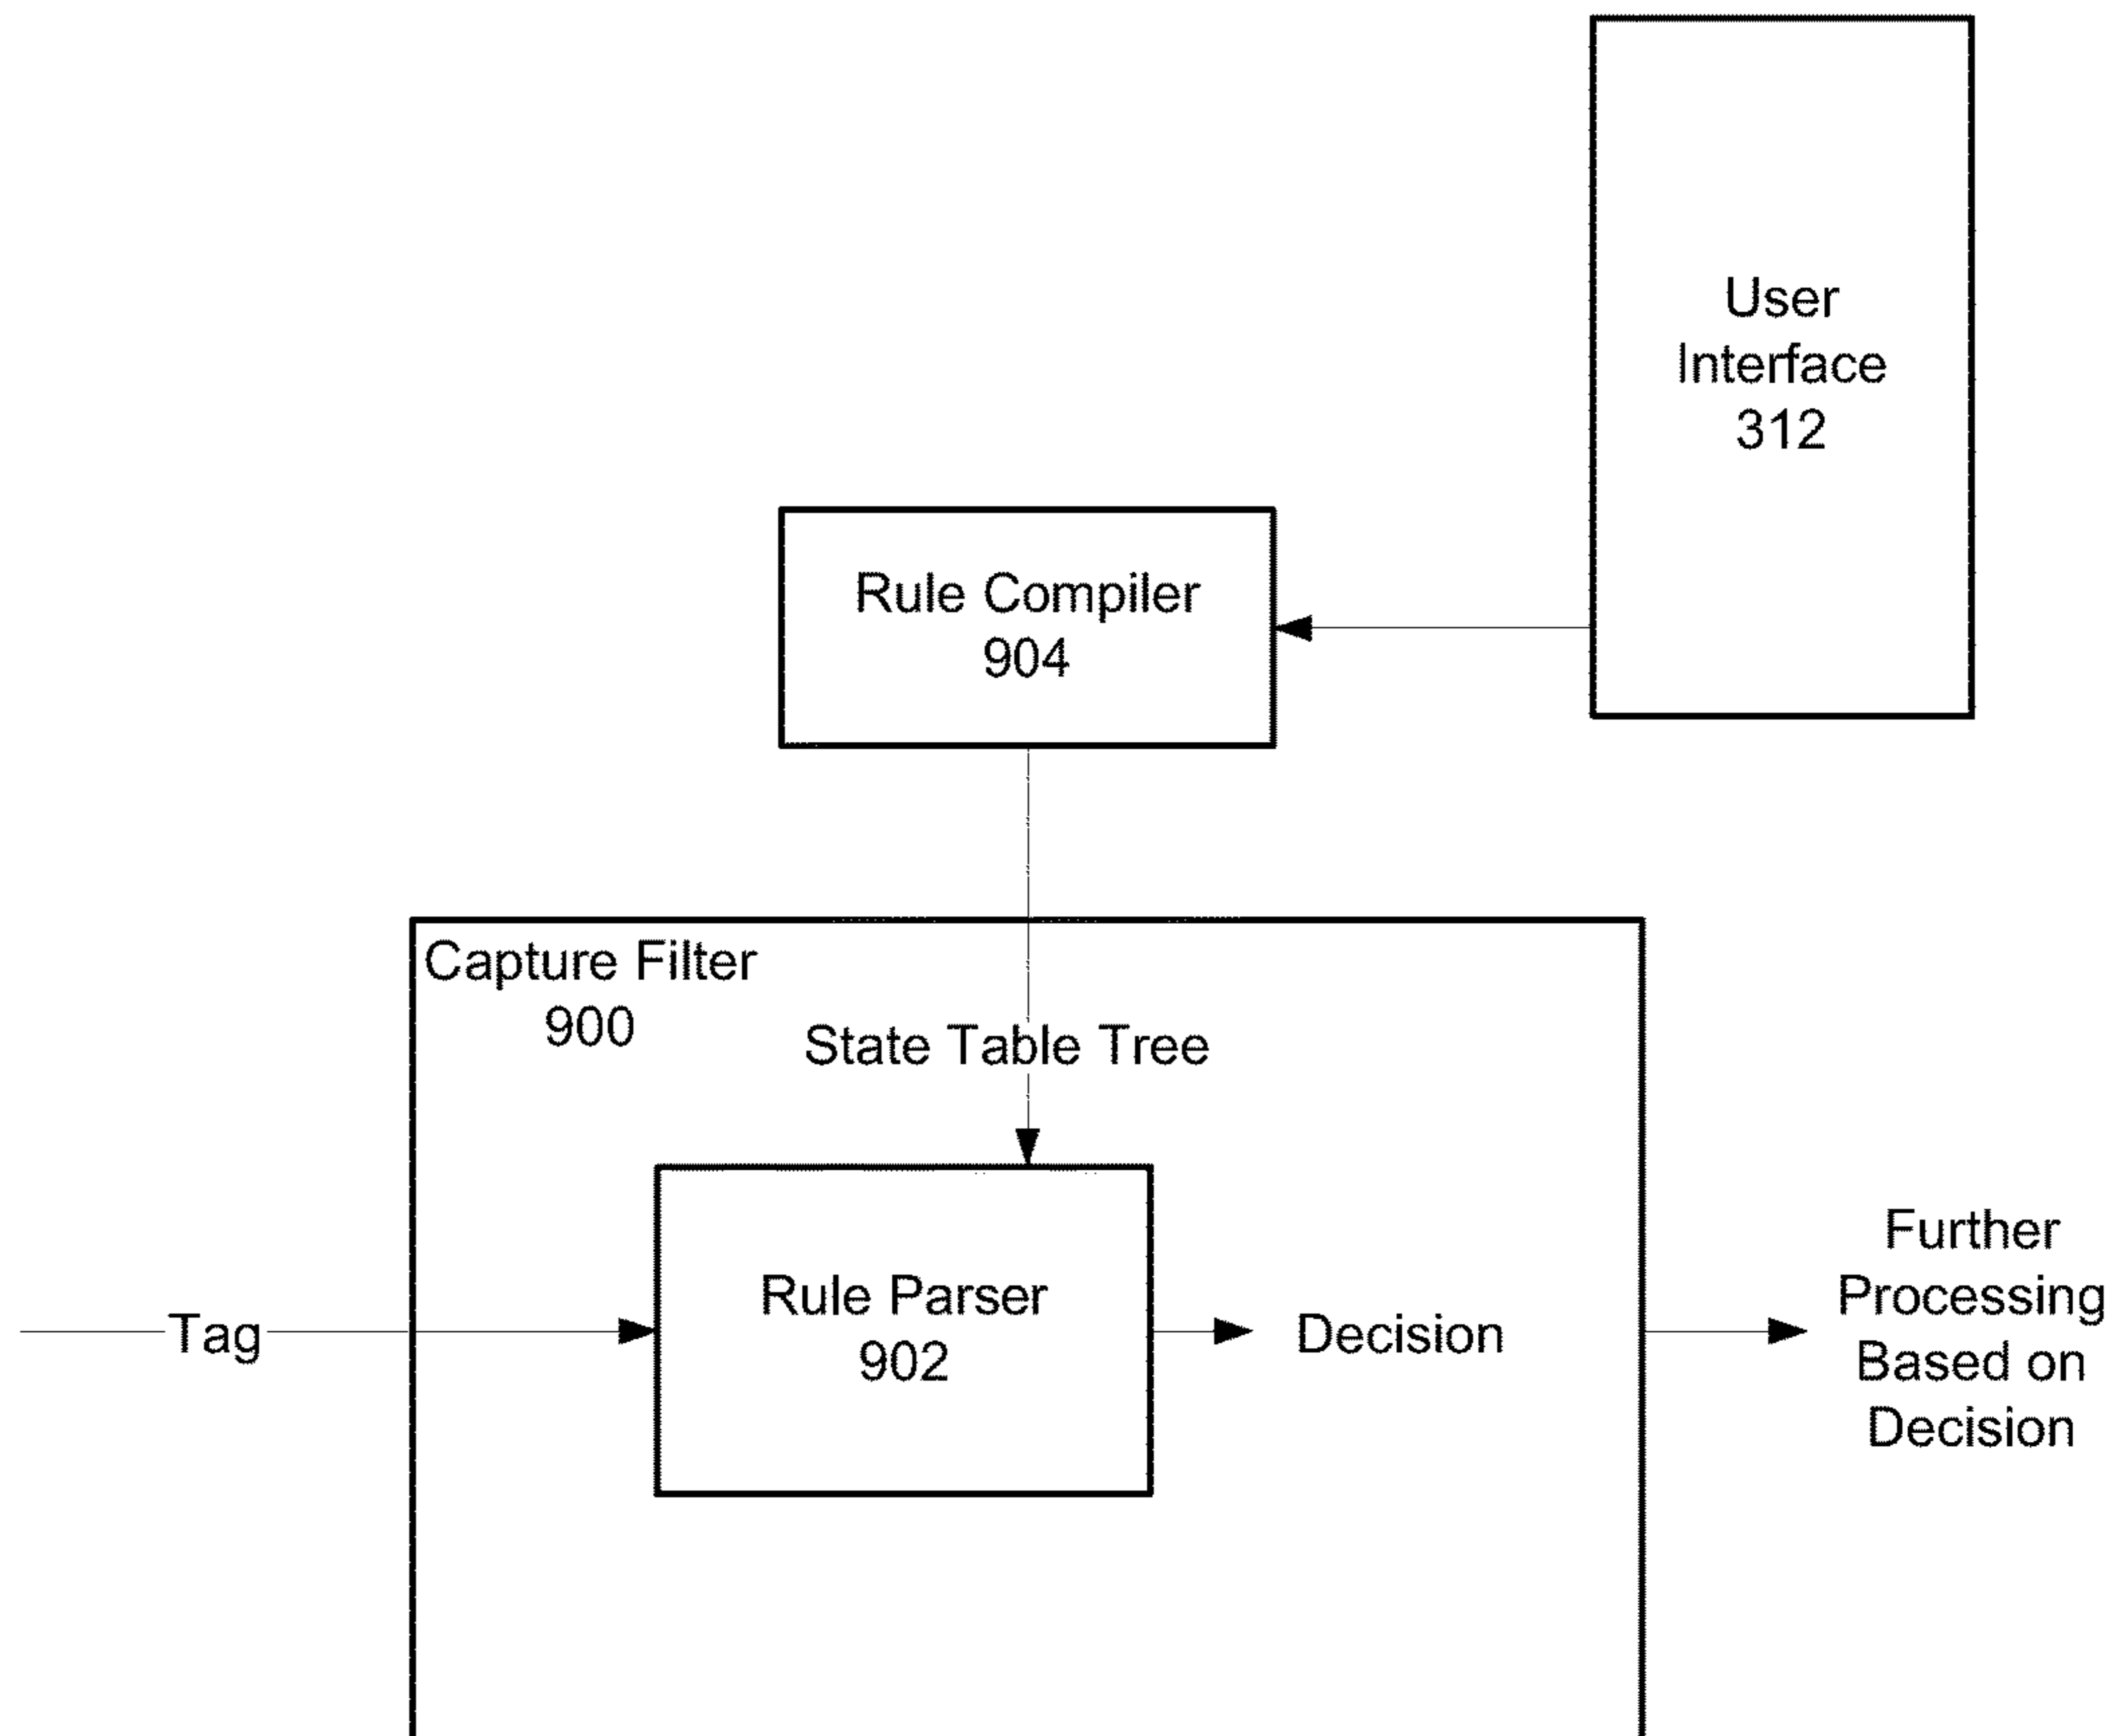 User
Interface
312
Rule Compiler
904
Capture Filter
900
State Table Tree
Rule Parser
902
Tag
Decision
Further
Processing
Based on
Decision